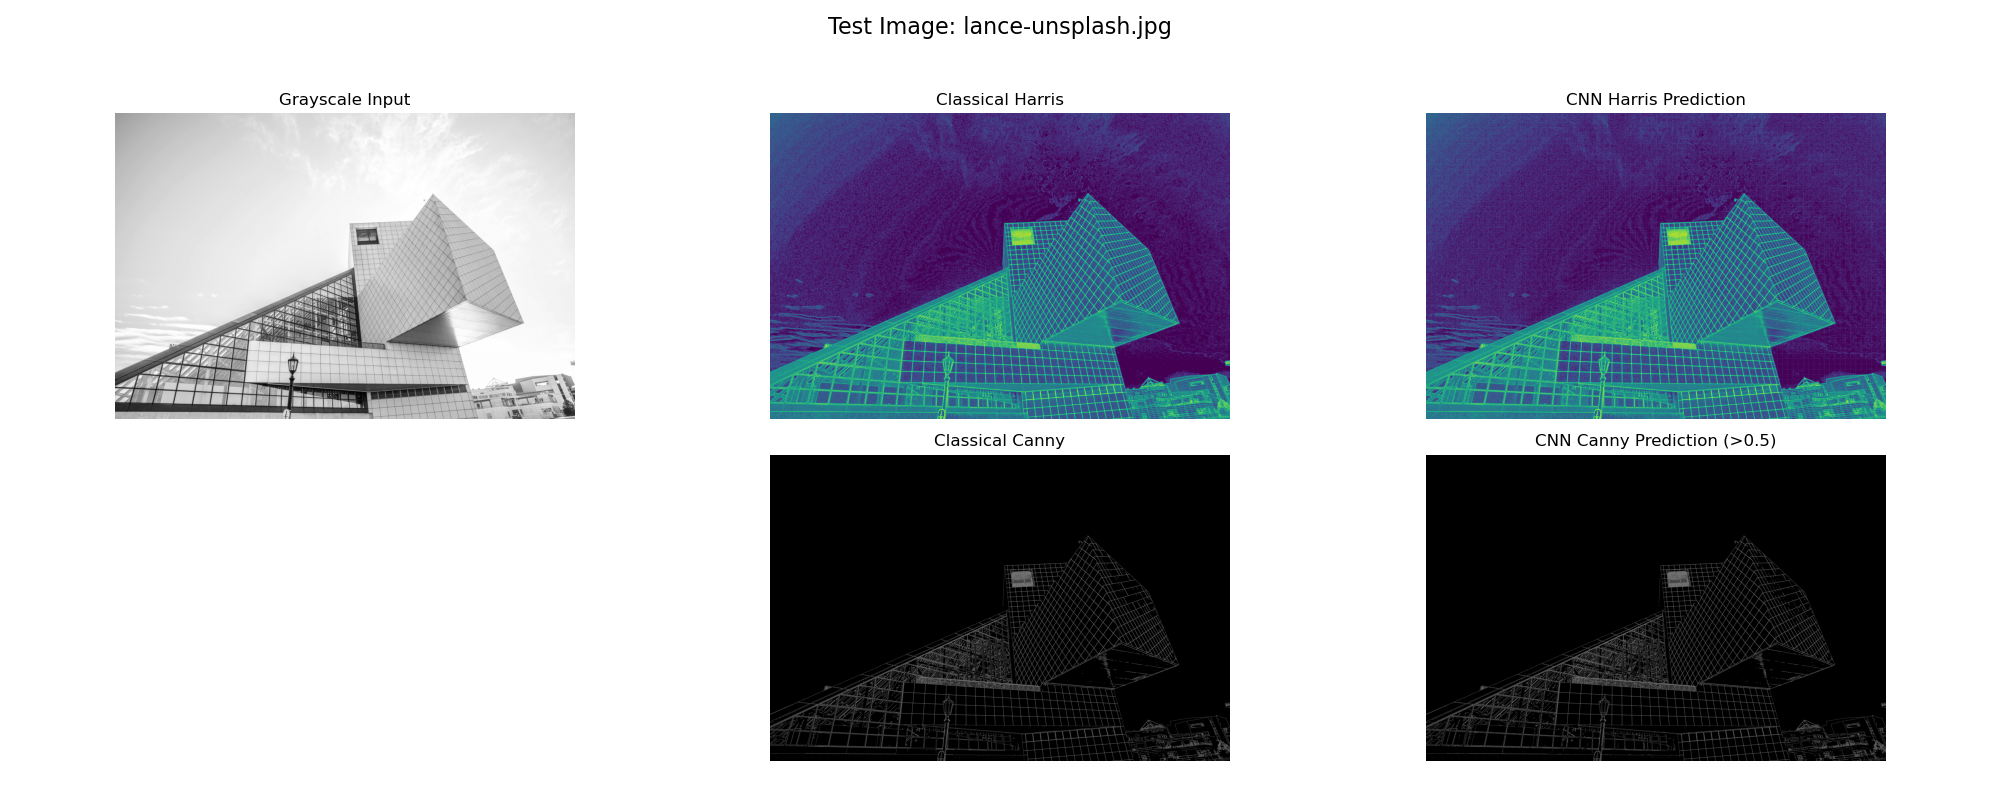 Test Image: lance-unsplash.jpg
Grayscale Input
Classical Harris
CNN Harris Prediction
Classical Canny
CNN Canny Prediction (>0.5)